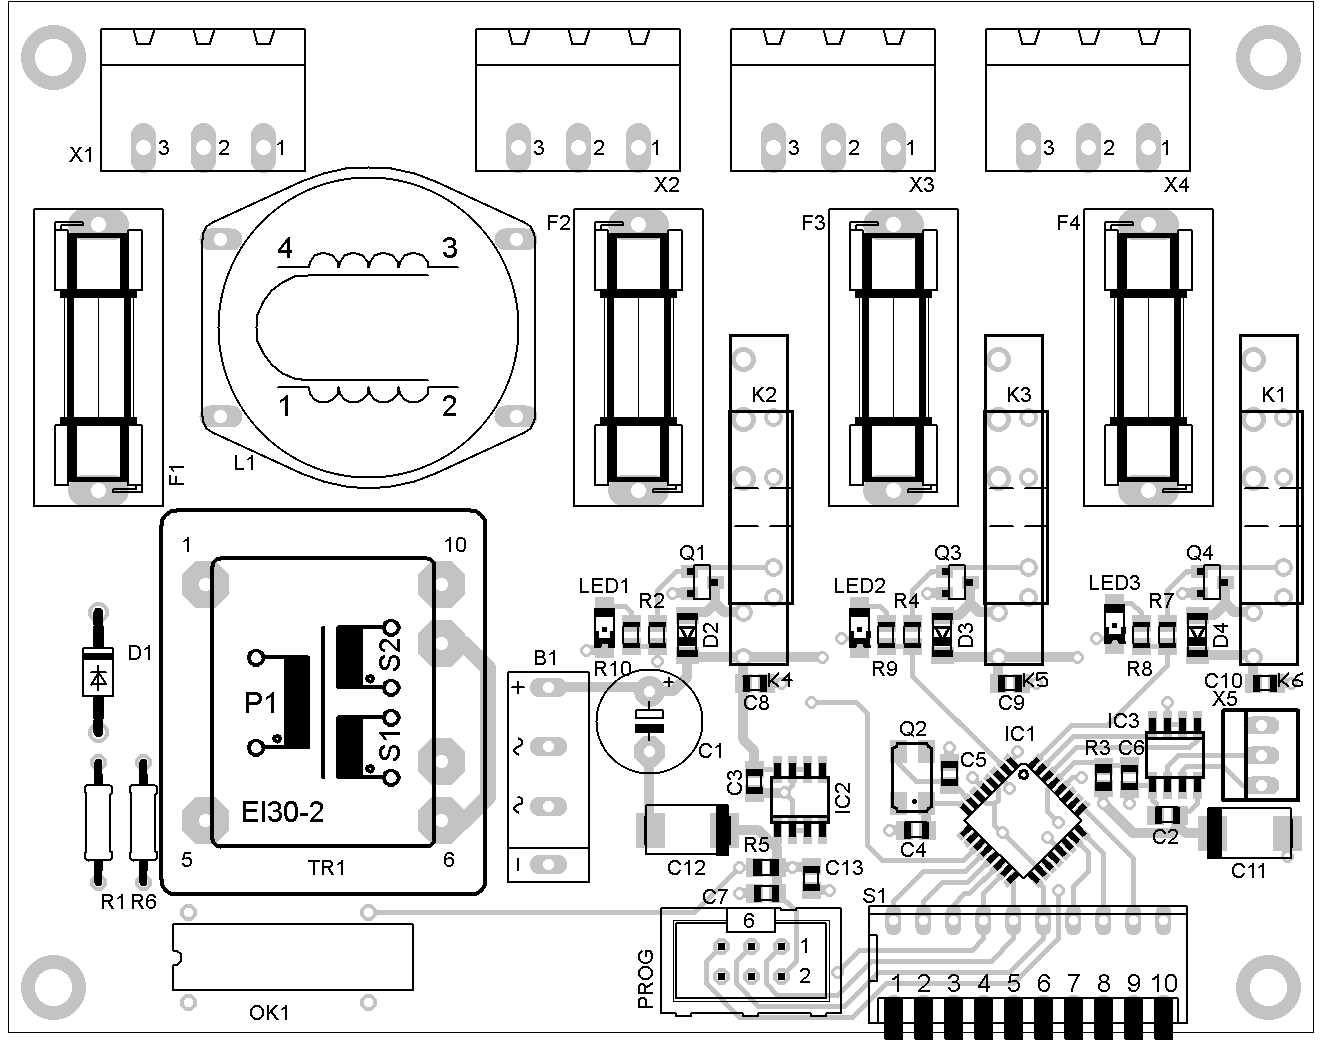 3 2 1
3 2 1
3 2 1
3 2 1
X1
X2
X3
X4
F2
F3
F4
4 3
1 2
L1
F1
K2
K3
K1
1 10
Q1
Q3
Q4
LED1
R2
LED2
R4
LED3
R7
D2
D3
D4
D1
S2
B1
R10
R9
R8
+
+
K4
K5
C10
K6
P1
C8
C9
X5
S1
Q2
IC1
IC3
C1
C5
R3 C6
C3
IC2
EI30-2
C4
C2
5 6
TR1
C12
R5
C13
C11
R1 R6
C7
S1
6
1
2
PROG
1 2 3 4 5 6 7 8 9 10
OK1